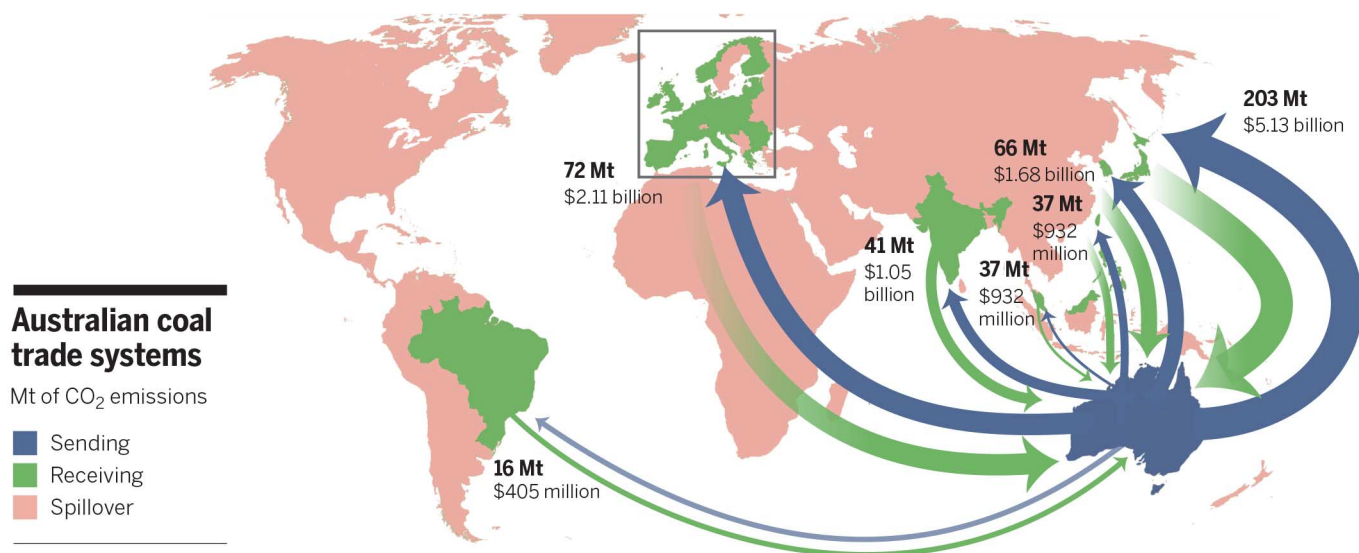 Australian coal
trade systems
Mt of CO₂ emissions
Sending
Receiving
Spillover
16 Mt
$405 million
72 Mt
$2.11 billion
41 Mt
$1.05
billion
37 Mt
$932
million
66 Mt
$1.68 billion
37 Mt
$932
million
203 Mt
$5.13 billion